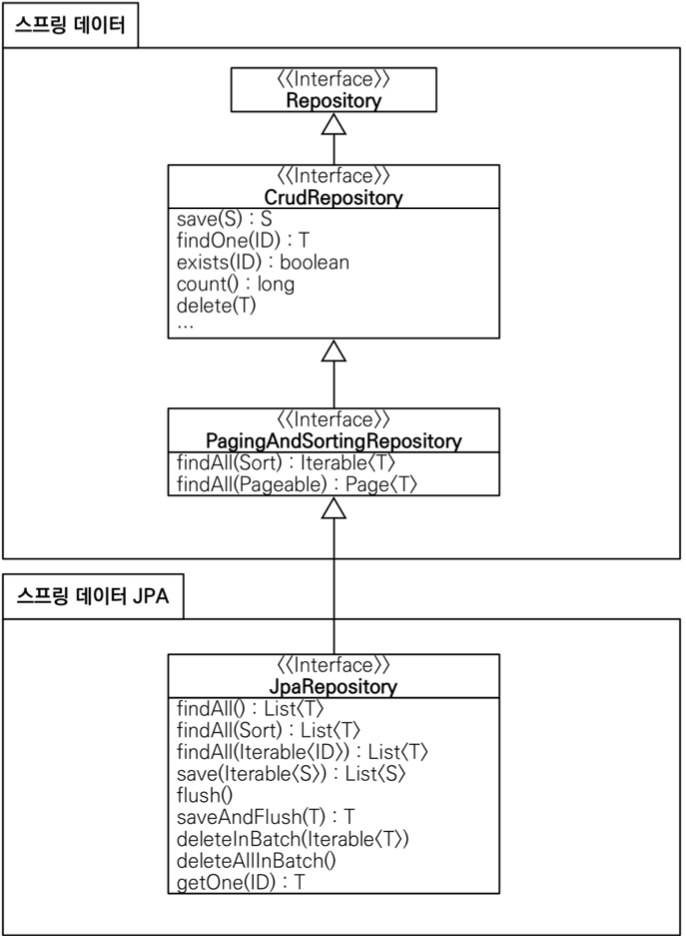 스프링 데이터
〈〈Interface〉〉
Repository
〈〈Interface〉〉
CrudRepository
save(S) : S
findOne(ID) : T
exists(ID) : boolean
count() : long
delete(T)
…
〈〈Interface〉〉
PagingAndSortingRepository
findAll(Sort) : Iterable〈T〉
findAll(Pageable) : Page〈T〉
스프링 데이터 JPA
〈〈Interface〉〉
JpaRepository
findAll() : List〈T〉
findAll(Sort) : List〈T〉
findAll(Iterable〈ID〉) : List〈T〉
save(Iterable〈S〉) : List〈S〉
flush()
saveAndFlush(T) : T
deleteInBatch(Iterable〈T〉)
deleteAllInBatch()
getOne(ID) : T